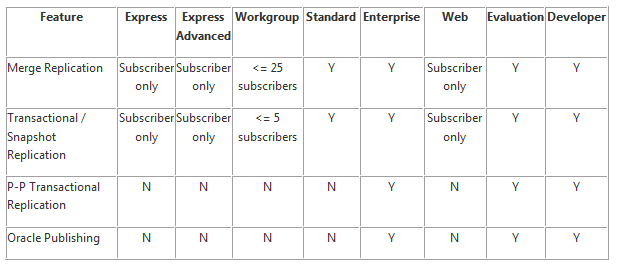 Feature Express Express Advanced Workgroup Standard Enterprise Web Evaluation Developer
Merge Replication Subscriber only Subscriber only <= 25 subscribers Y Y Subscriber only Y Y
Transactional / Snapshot Replication Subscriber only Subscriber only <= 5 subscribers Y Y Subscriber only Y Y
P-P Transactional Replication N N N N Y N Y Y
Oracle Publishing N N N N Y N Y Y